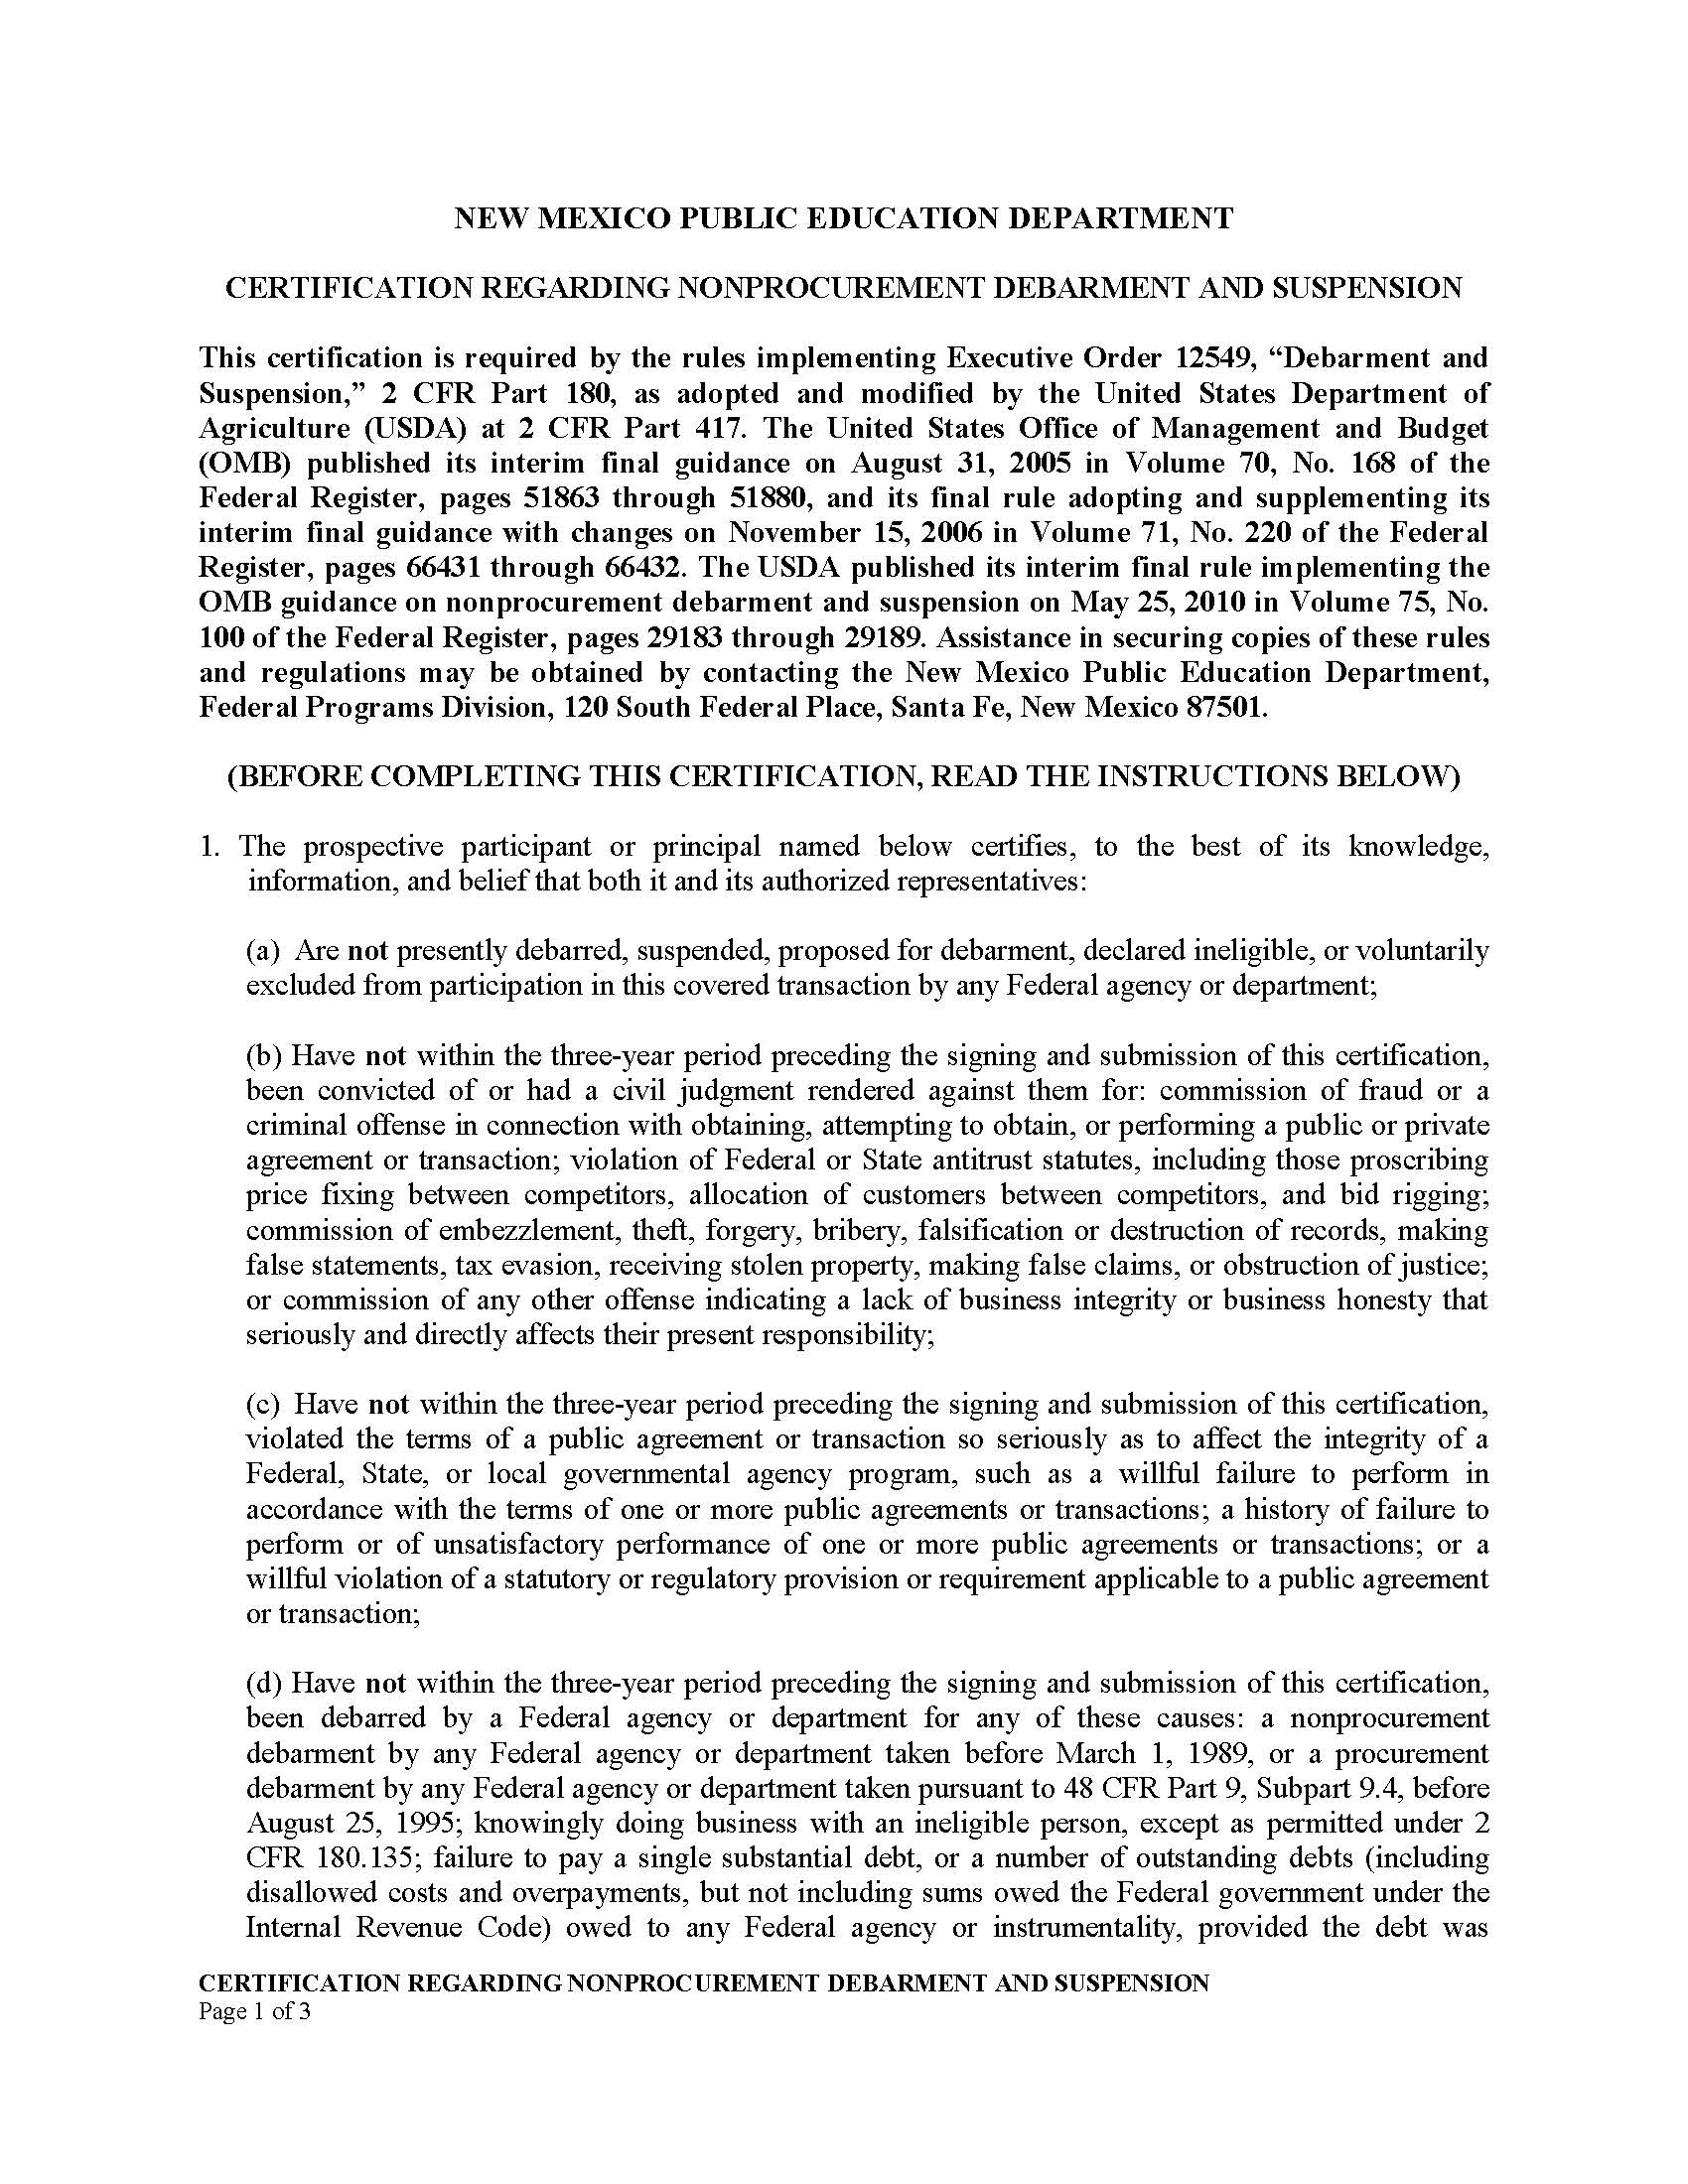 NEW MEXICO PUBLIC EDUCATION DEPARTMENT
CERTIFICATION REGARDING NONPROCUREMENT DEBARMENT AND SUSPENSION
This certification is required by the rules implementing Executive Order 12549, “Debarment and
Suspension,” 2 CFR Part 180, as adopted and modified by the United States Department of
Agriculture (USDA) at 2 CFR Part 417. The United States Office of Management and Budget
(OMB) published its interim final guidance on August 31, 2005 in Volume 70, No. 168 of the
Federal Register, pages 51863 through 51880, and its final rule adopting and supplementing its
interim final guidance with changes on November 15, 2006 in Volume 71, No. 220 of the Federal
Register, pages 66431 through 66432. The USDA published its interim final rule implementing the
OMB guidance on nonprocurement debarment and suspension on May 25, 2010 in Volume 75, No.
100 of the Federal Register, pages 29183 through 29189. Assistance in securing copies of these rules
and regulations may be obtained by contacting the New Mexico Public Education Department,
Federal Programs Division, 120 South Federal Place, Santa Fe, New Mexico 87501.
(BEFORE COMPLETING THIS CERTIFICATION, READ THE INSTRUCTIONS BELOW)
1. The prospective participant or principal named below certifies, to the best of its knowledge,
information, and belief that both it and its authorized representatives:
(a) Are not presently debarred, suspended, proposed for debarment, declared ineligible, or voluntarily
excluded from participation in this covered transaction by any Federal agency or department;
(b) Have not within the three-year period preceding the signing and submission of this certification,
been convicted of or had a civil judgment rendered against them for: commission of fraud or a
criminal offense in connection with obtaining, attempting to obtain, or performing a public or private
agreement or transaction; violation of Federal or State antitrust statutes, including those proscribing
price fixing between competitors, allocation of customers between competitors, and bid rigging;
commission of embezzlement, theft, forgery, bribery, falsification or destruction of records, making
false statements, tax evasion, receiving stolen property, making false claims, or obstruction of justice;
or commission of any other offense indicating a lack of business integrity or business honesty that
seriously and directly affects their present responsibility;
(c) Have not within the three-year period preceding the signing and submission of this certification,
violated the terms of a public agreement or transaction so seriously as to affect the integrity of a
Federal, State, or local governmental agency program, such as a willful failure to perform in
accordance with the terms of one or more public agreements or transactions; a history of failure to
perform or of unsatisfactory performance of one or more public agreements or transactions; or a
willful violation of a statutory or regulatory provision or requirement applicable to a public agreement
or transaction;
(d) Have not within the three-year period preceding the signing and submission of this certification,
been debarred by a Federal agency or department for any of these causes: a nonprocurement
debarment by any Federal agency or department taken before March 1, 1989, or a procurement
debarment by any Federal agency or department taken pursuant to 48 CFR Part 9, Subpart 9.4, before
August 25, 1995; knowingly doing business with an ineligible person, except as permitted under 2
CFR 180.135; failure to pay a single substantial debt, or a number of outstanding debts (including
disallowed costs and overpayments, but not including sums owed the Federal government under the
Internal Revenue Code) owed to any Federal agency or instrumentality, provided the debt was
CERTIFICATION REGARDING NONPROCUREMENT DEBARMENT AND SUSPENSION
Page 1 of 3